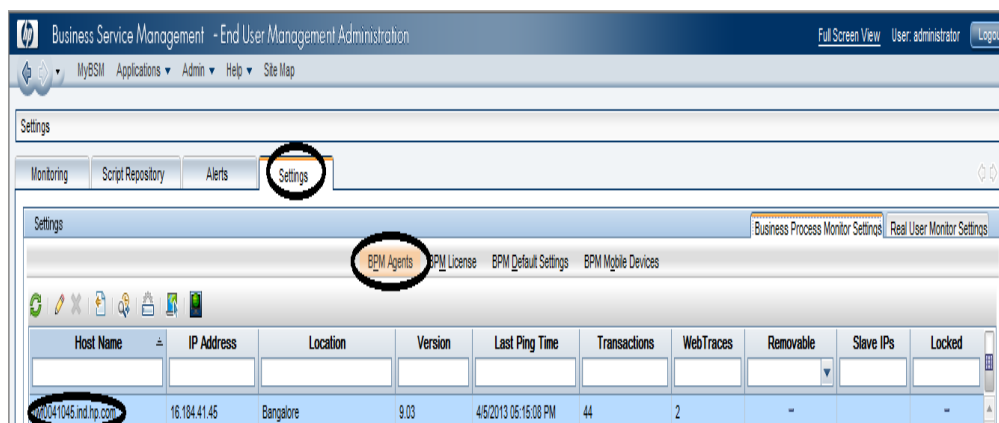 hp Business Service Management - End User Management Administration Full Screen View User: administrator
MyBSM Applications Admin Help Site Map
Settings
Monitoring Script Repository Alerts Settings
Settings Business Process Monitor Settings Real User Monitor Settings
BPM Agents BPM License BPM Default Settings BPM Mobile Devices
Host Name IP Address Location Version Last Ping Time Transactions WebTraces Removable Slave IPs Locked
16.184.41.45 Bangalore 9.03 4/5/2013 05:15:08 PM 44 2 - -